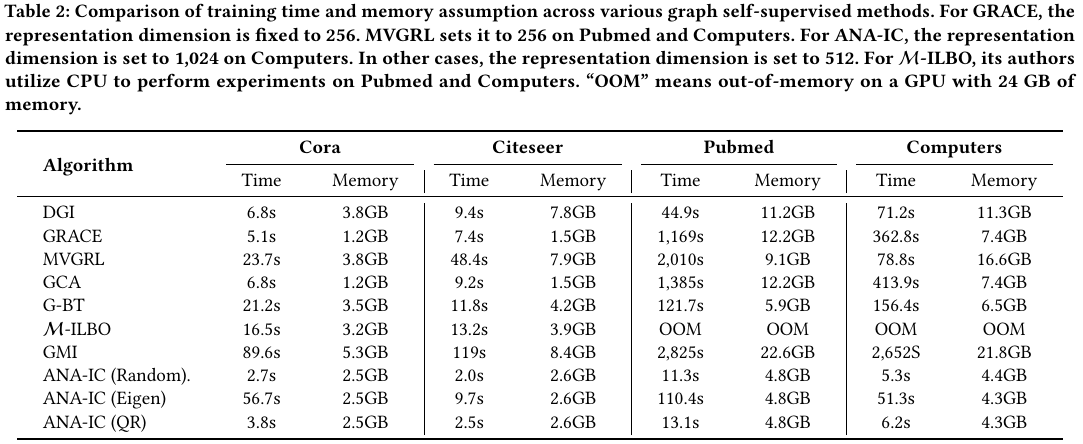 Table 2: Comparison of training time and memory assumption across various graph self-supervised methods. For GRACE, the
representation dimension is fixed to 256. MVGRL sets it to 256 on Pubmed and Computers. For ANA-IC, the representation
dimension is set to 1,024 on Computers. In other cases, the representation dimension is set to 512. For M-ILBO, its authors
utilize CPU to perform experiments on Pubmed and Computers. “OOM” means out-of-memory on a GPU with 24 GB of
memory.
Algorithm Cora Citeseer Pubmed Computers
Time Memory Time Memory Time Memory Time Memory
DGI 6.8s 3.8GB 9.4s 7.8GB 44.9s 11.2GB 71.2s 11.3GB
GRACE 5.1s 1.2GB 7.4s 1.5GB 1,169s 12.2GB 362.8s 7.4GB
MVGRL 23.7s 3.8GB 48.4s 7.9GB 2,010s 9.1GB 78.8s 16.6GB
GCA 6.8s 1.2GB 9.2s 1.5GB 1,385s 12.2GB 413.9s 7.4GB
G-BT 21.2s 3.5GB 11.8s 4.2GB 121.7s 5.9GB 156.4s 6.5GB
M-ILBO 16.5s 3.2GB 13.2s 3.9GB OOM OOM OOM OOM
GMI 89.6s 5.3GB 119s 8.4GB 2,825s 22.6GB 2,652S 21.8GB
ANA-IC (Random). 2.7s 2.5GB 2.0s 2.6GB 11.3s 4.8GB 5.3s 4.4GB
ANA-IC (Eigen) 56.7s 2.5GB 9.7s 2.6GB 110.4s 4.8GB 51.3s 4.3GB
ANA-IC (QR) 3.8s 2.5GB 2.5s 2.6GB 13.1s 4.8GB 6.2s 4.3GB